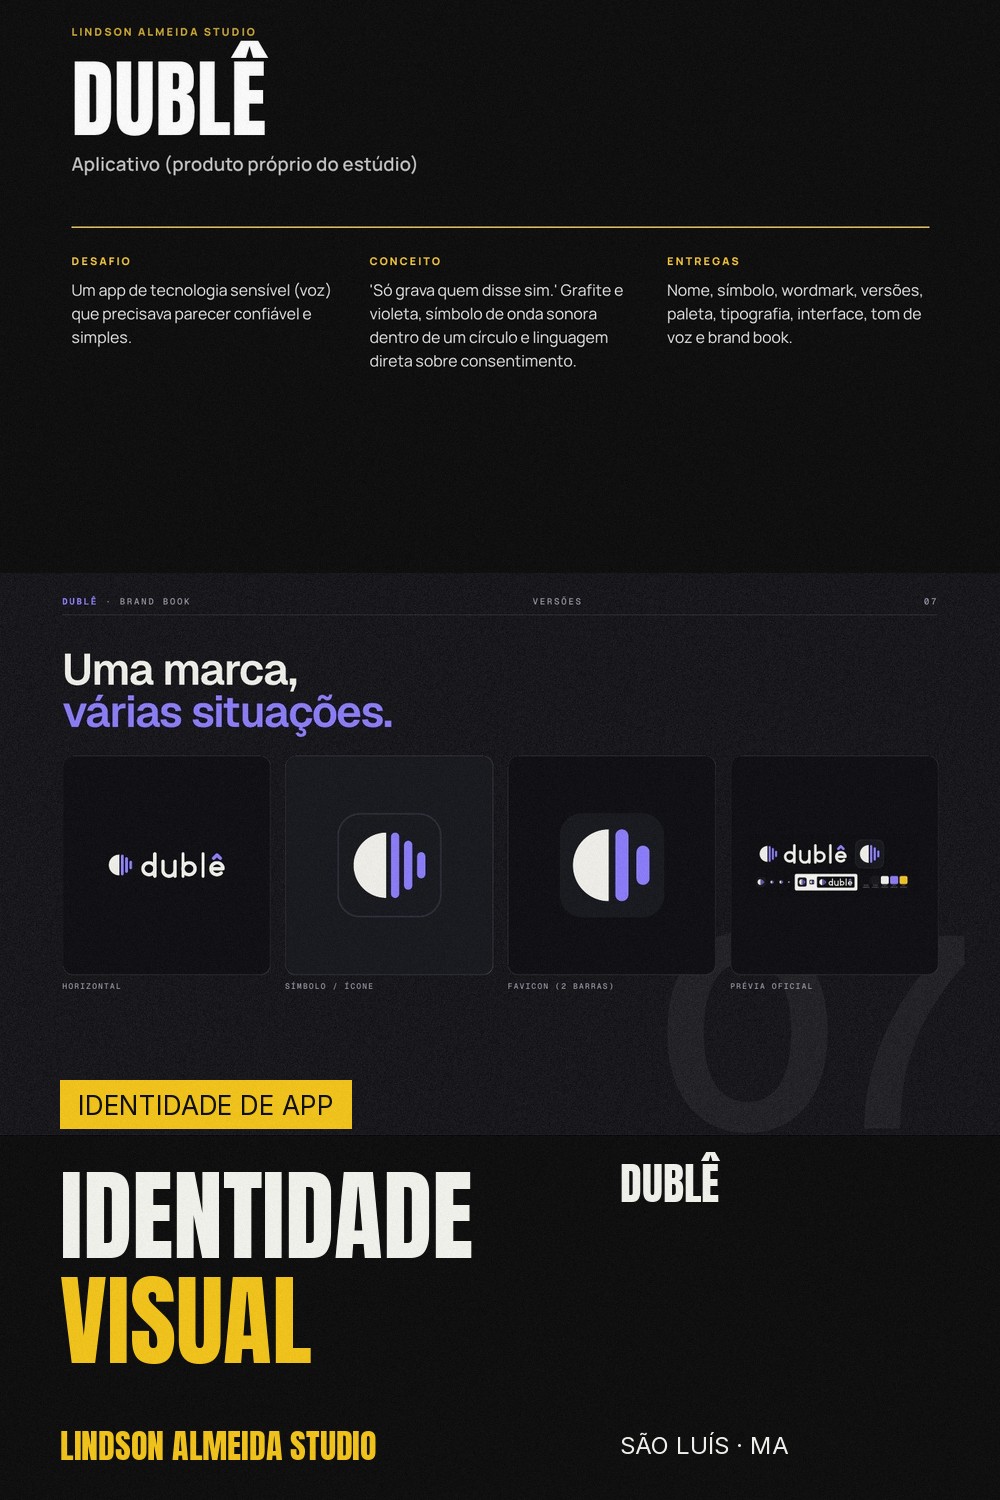 LINDSON ALMEIDA STUDIO
DUBLÊ
Aplicativo (produto próprio do estúdio)
DESAFIO
Um app de tecnologia sensível (voz)
que precisava parecer confiável e
simples.
CONCEITO
'Só grava quem disse sim.' Grafite e
violeta, símbolo de onda sonora
dentro de um círculo e linguagem
direta sobre consentimento.
ENTREGAS
Nome, símbolo, wordmark, versões,
paleta, tipografia, interface, tom de
voz e brand book.
DUBLÊ · BRAND BOOK
VERSÕES
07
Uma marca,
várias situações.
dublê
dublê
dublê
HORIZONTAL
SÍMBOLO / ÍCONE
FAVICON (2 BARRAS)
PRÉVIA OFICIAL
07
IDENTIDADE DE APP
IDENTIDADE
VISUAL
DUBLÊ
LINDSON ALMEIDA STUDIO
SÃO LUÍS · MA